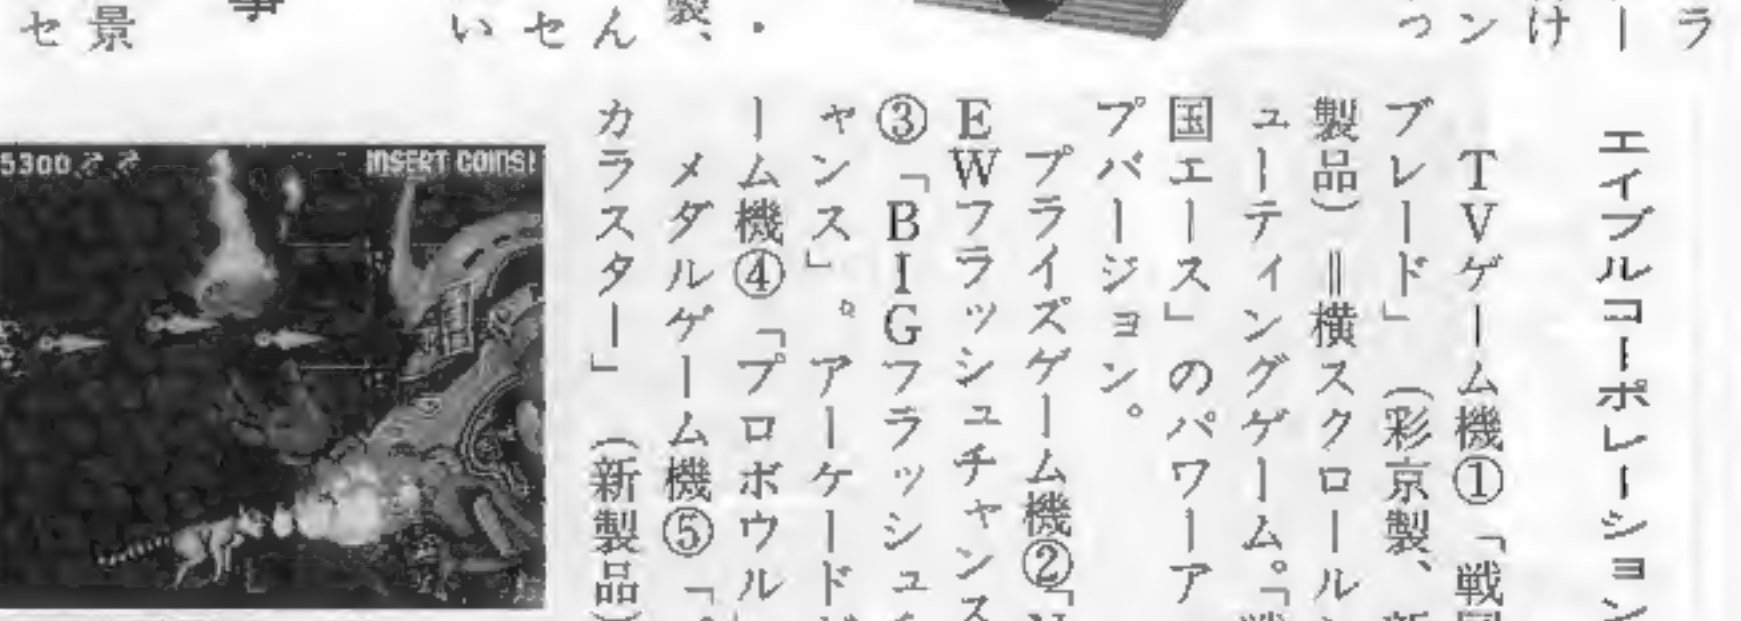 ラ
ー
け
ン
っ
製、
・
ん
セ
い
事
景
セ
エイブルコーポレーション
TVゲーム機①「戦国
ブレード」(彩京製、新
製品)=横スクロール
ューティングゲーム。「戦
国エース」のパワーア
プバージョン。
プライズゲーム機②「N
EWフラッシュチャンス
③「BIGフラッシュチ
ャンス」。アーケードゲ
ーム機④「プロボウル」
メダルゲーム機⑤「
カラスター」(新製品)
5300
INSERT COINS!